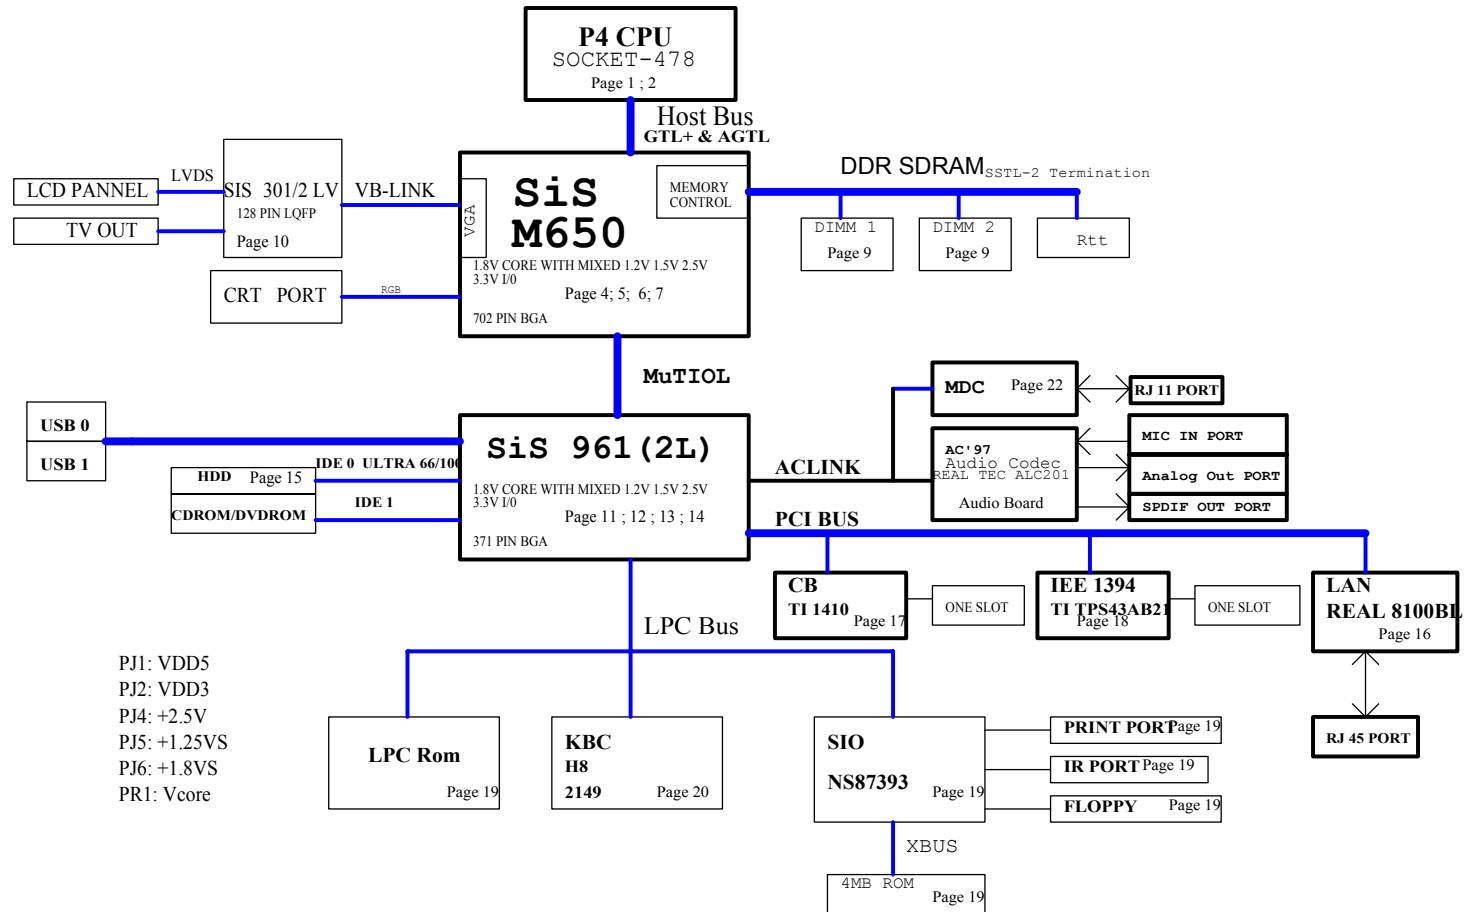 P4 CPU
SOCKET-478
Page 1 ; 2
Host Bus
GTL+ & AGTL
LCD PANNEL
LVDS
TV OUT
SIS 301/2 LV
128 PIN LQFP
Page 10
VB-LINK
CRT PORT
RGB
VGA
SiS
M650
MEMORY
CONTROL
1.8V CORE WITH MIXED 1.2V 1.5V 2.5V
3.3V I/0
Page 4; 5; 6; 7
702 PIN BGA
DDR SDRAM
SSTL-2 Termination
DIMM 1
Page 9
DIMM 2
Page 9
Rtt
MuTIOL
USB 0
USB 1
HDD Page 15
CDROM/DVDROM
IDE 0 ULTRA 66/100
IDE 1
SiS 961(2L)
1.8V CORE WITH MIXED 1.2V 1.5V 2.5V
3.3V I/0
Page 11 ; 12 ; 13 ; 14
371 PIN BGA
ACLINK
MDC Page 22
RJ 11 PORT
AC'97
Audio Codec
REAL TEC ALC201
Audio Board
MIC IN PORT
Analog Out PORT
SPDIF OUT PORT
PCI BUS
CB
TI 1410
Page 17
ONE SLOT
IEE 1394
TI TPS43AB21
Page 18
ONE SLOT
LAN
REAL 8100BL
Page 16
RJ 45 PORT
LPC Bus
PJ1: VDD5
PJ2: VDD3
PJ4: +2.5V
PJ5: +1.25VS
PJ6: +1.8VS
PR1: Vcore
LPC Rom
Page 19
KBC
H8
2149
Page 20
SIO
NS87393
Page 19
PRINT PORT Page 19
IR PORT Page 19
FLOPPY Page 19
XBUS
4MB ROM
Page 19